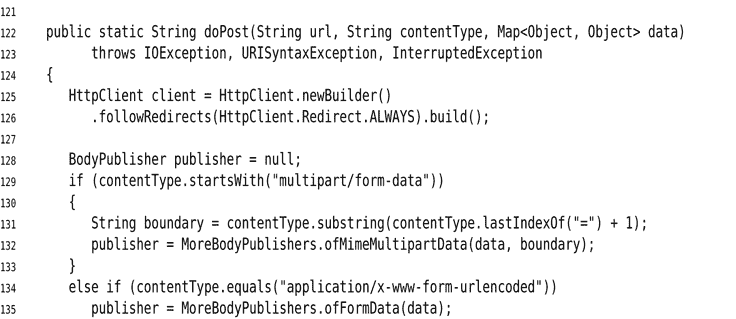 121
122    public static String doPost(String url, String contentType, Map<Object, Object> data)
123          throws IOException, URISyntaxException, InterruptedException
124    {
125       HttpClient client = HttpClient.newBuilder()
126          .followRedirects(HttpClient.Redirect.ALWAYS).build();
127
128       BodyPublisher publisher = null;
129       if (contentType.startsWith("multipart/form-data"))
130       {
131          String boundary = contentType.substring(contentType.lastIndexOf("=") + 1);
132          publisher = MoreBodyPublishers.ofMimeMultipartData(data, boundary);
133       }
134       else if (contentType.equals("application/x-www-form-urlencoded"))
135          publisher = MoreBodyPublishers.ofFormData(data);